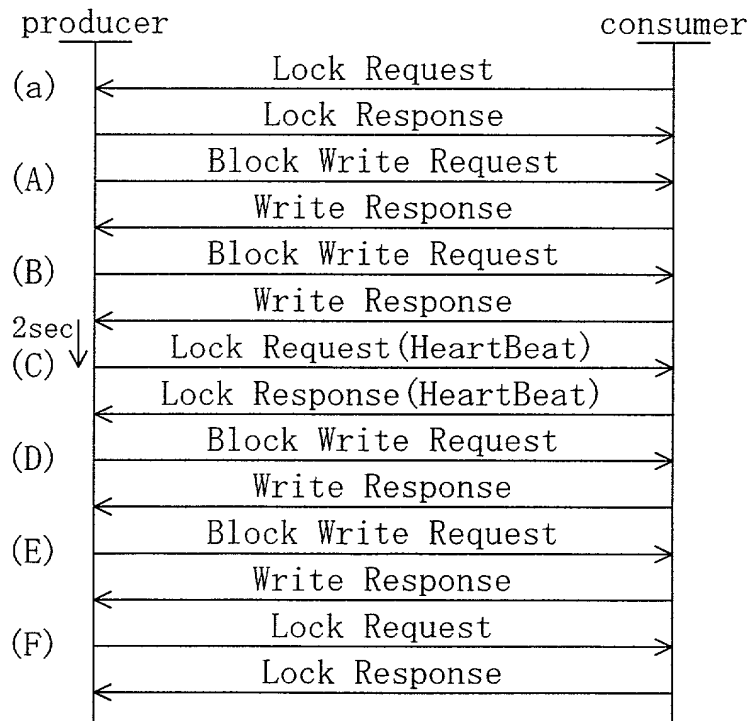 producer consumer
(a) Lock Request
Lock Response
(A) Block Write Request
Write Response
(B) Block Write Request
Write Response
2sec
(C) Lock Request(HeartBeat)
Lock Response(HeartBeat)
(D) Block Write Request
Write Response
(E) Block Write Request
Write Response
(F) Lock Request
Lock Response